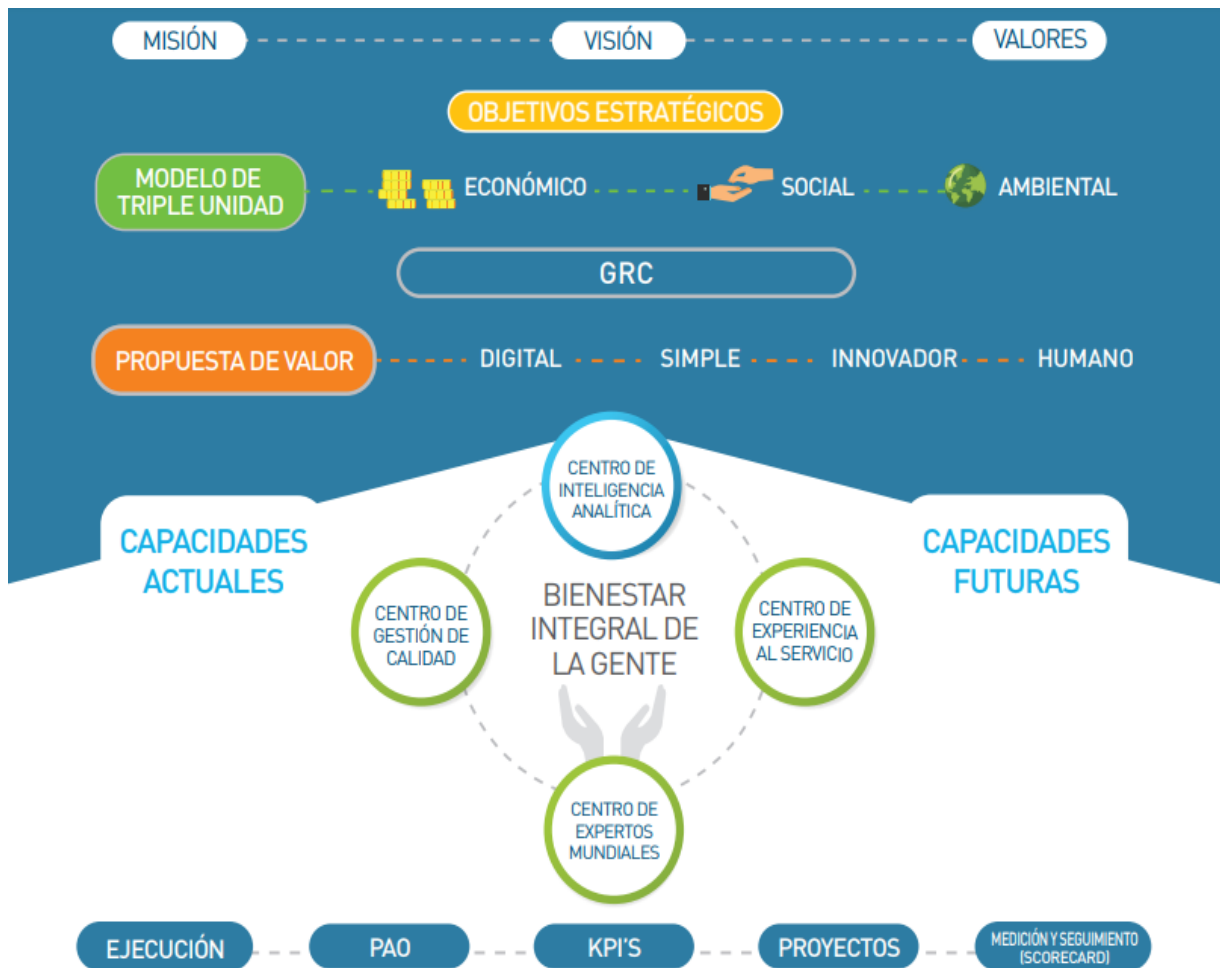 MISIÓN
VISIÓN
VALORES
OBJETIVOS ESTRATÉGICOS
MODELO DE
TRIPLE UNIDAD
ECONÓMICO
SOCIAL
AMBIENTAL
GRC
PROPUESTA DE VALOR
DIGITAL
SIMPLE
INNOVADOR
HUMANO
CENTRO DE
INTELIGENCIA
ANALÍTICA
CAPACIDADES
ACTUALES
CAPACIDADES
FUTURAS
CENTRO DE
GESTIÓN DE
CALIDAD
BIENESTAR
INTEGRAL DE
LA GENTE
CENTRO DE
EXPERIENCIA
AL SERVICIO
CENTRO DE
EXPERTOS
MUNDIALES
EJECUCIÓN
PAO
KPI'S
PROYECTOS
MEDICIÓN Y SEGUIMIENTO
(SCORECARD)